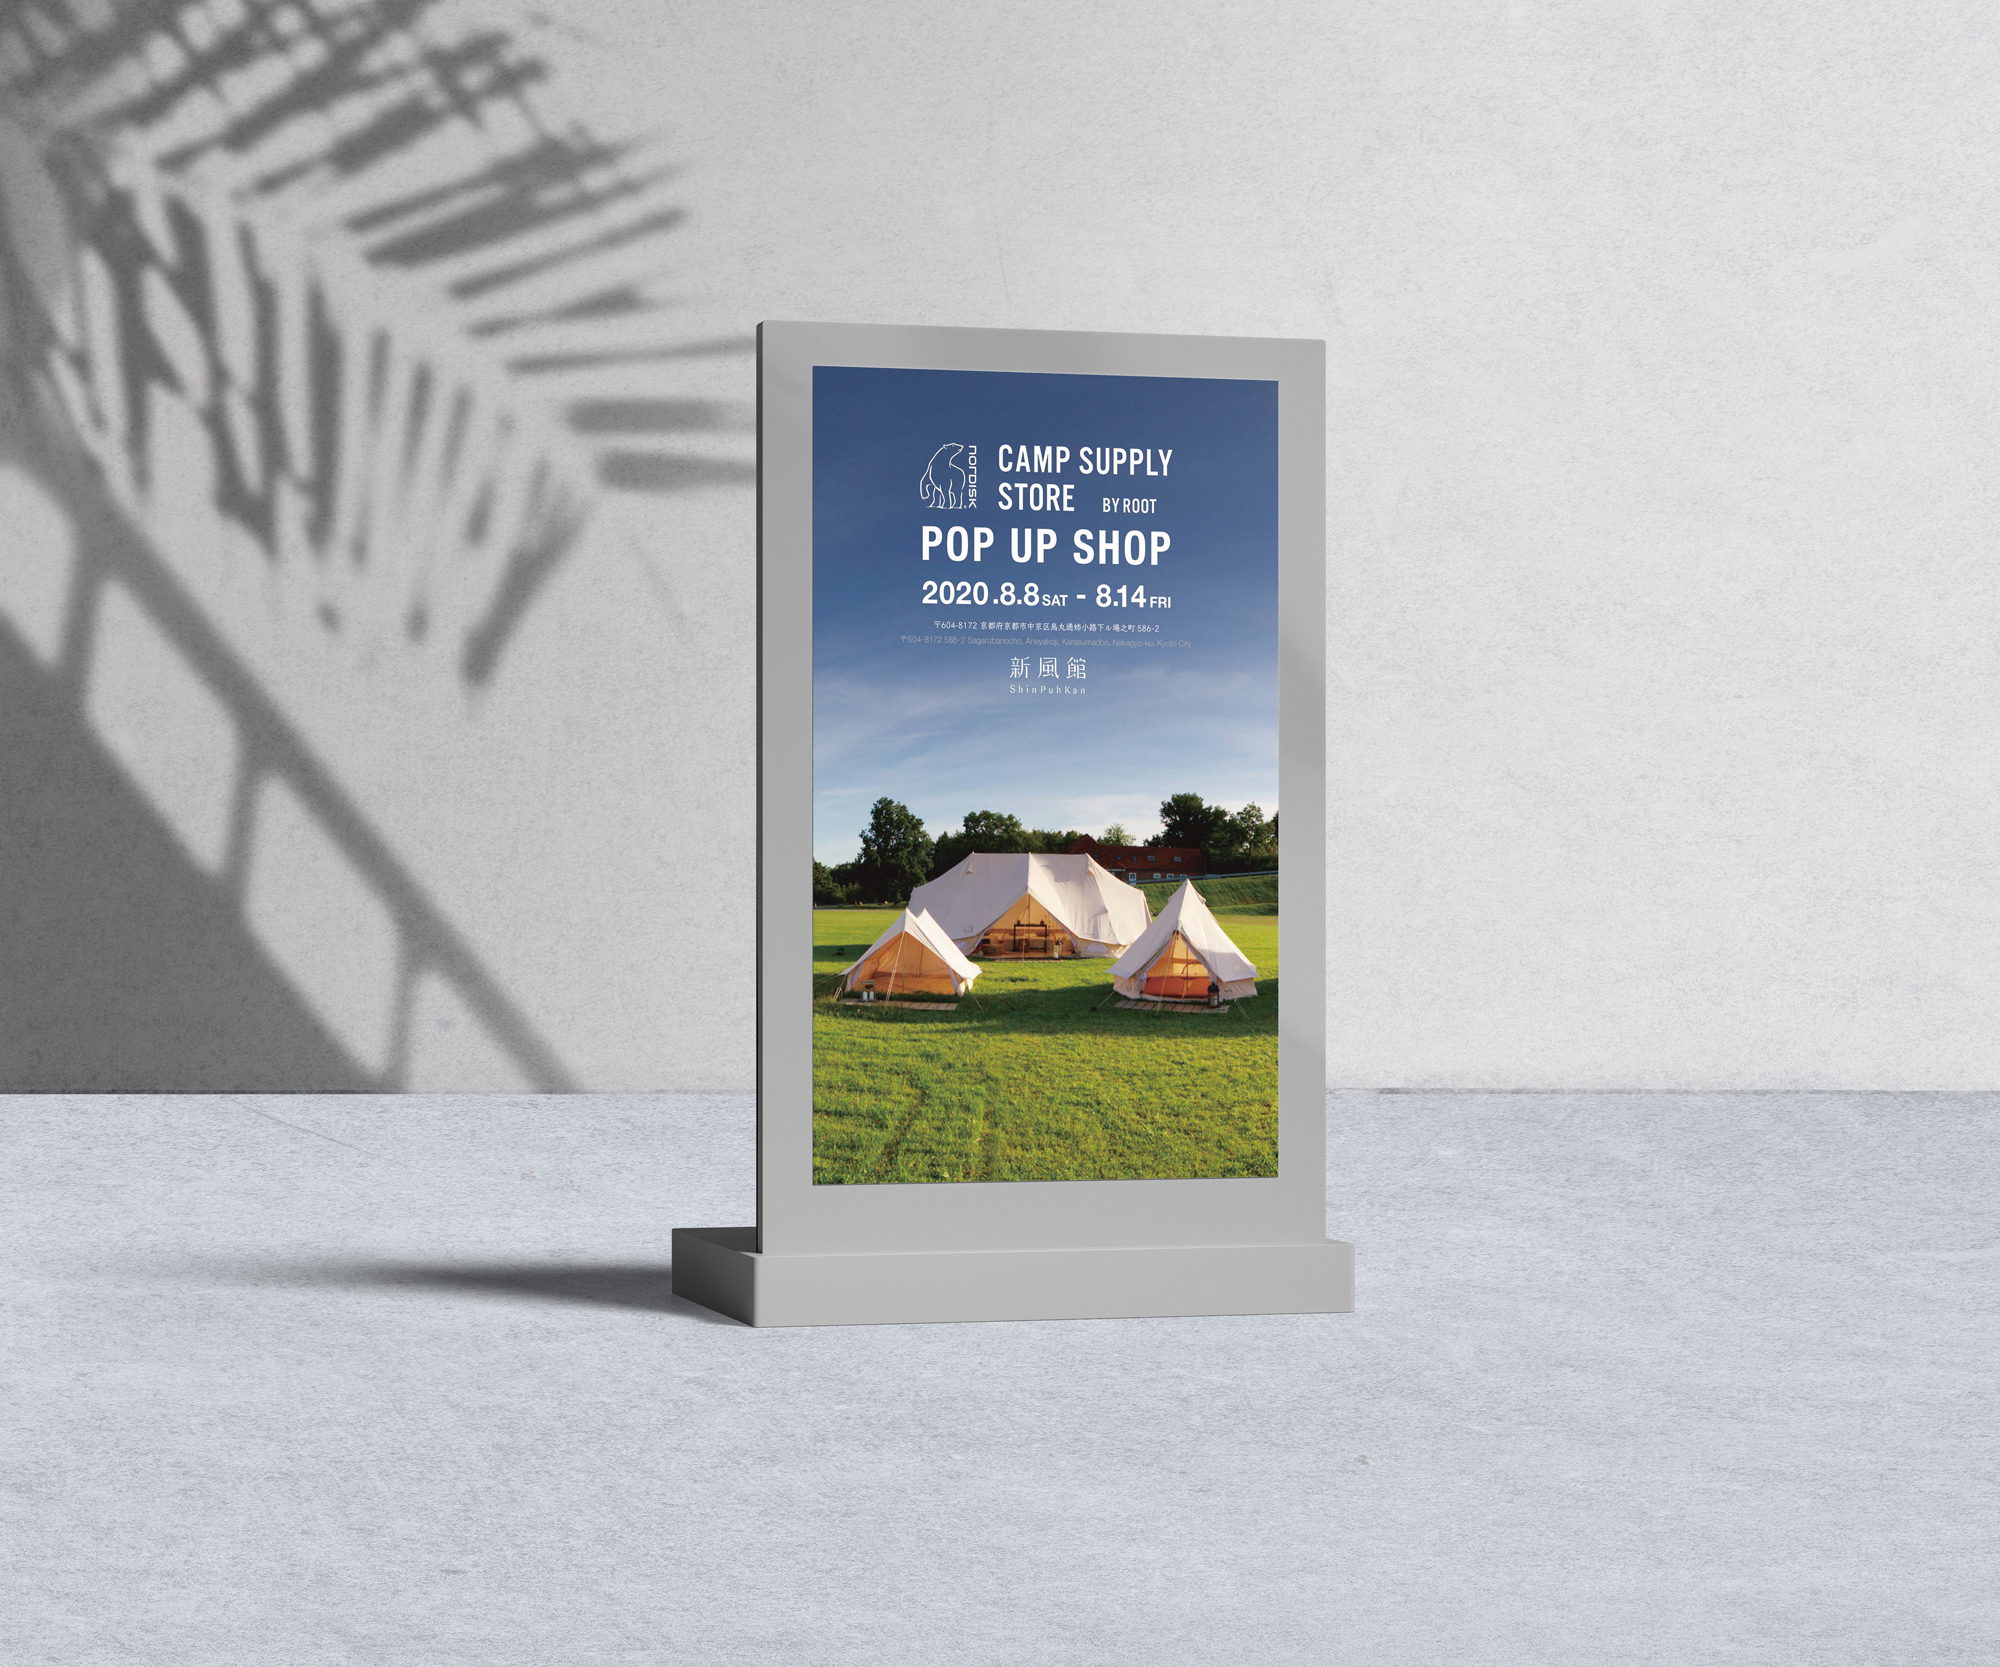 nordisk
CAMP SUPPLY
STORE BY ROOT
POP UP SHOP
2020.8.8 SAT - 8.14 FRI
〒604-8172 京都府京都市中京区烏丸通姉小路下ル場之町 586-2
〒604-8172 586-2 Sagarubanocho, Aneyakoji, Karasumadori, Nakagyo-ku, Kyoto City
新風館
ShinPuhKan